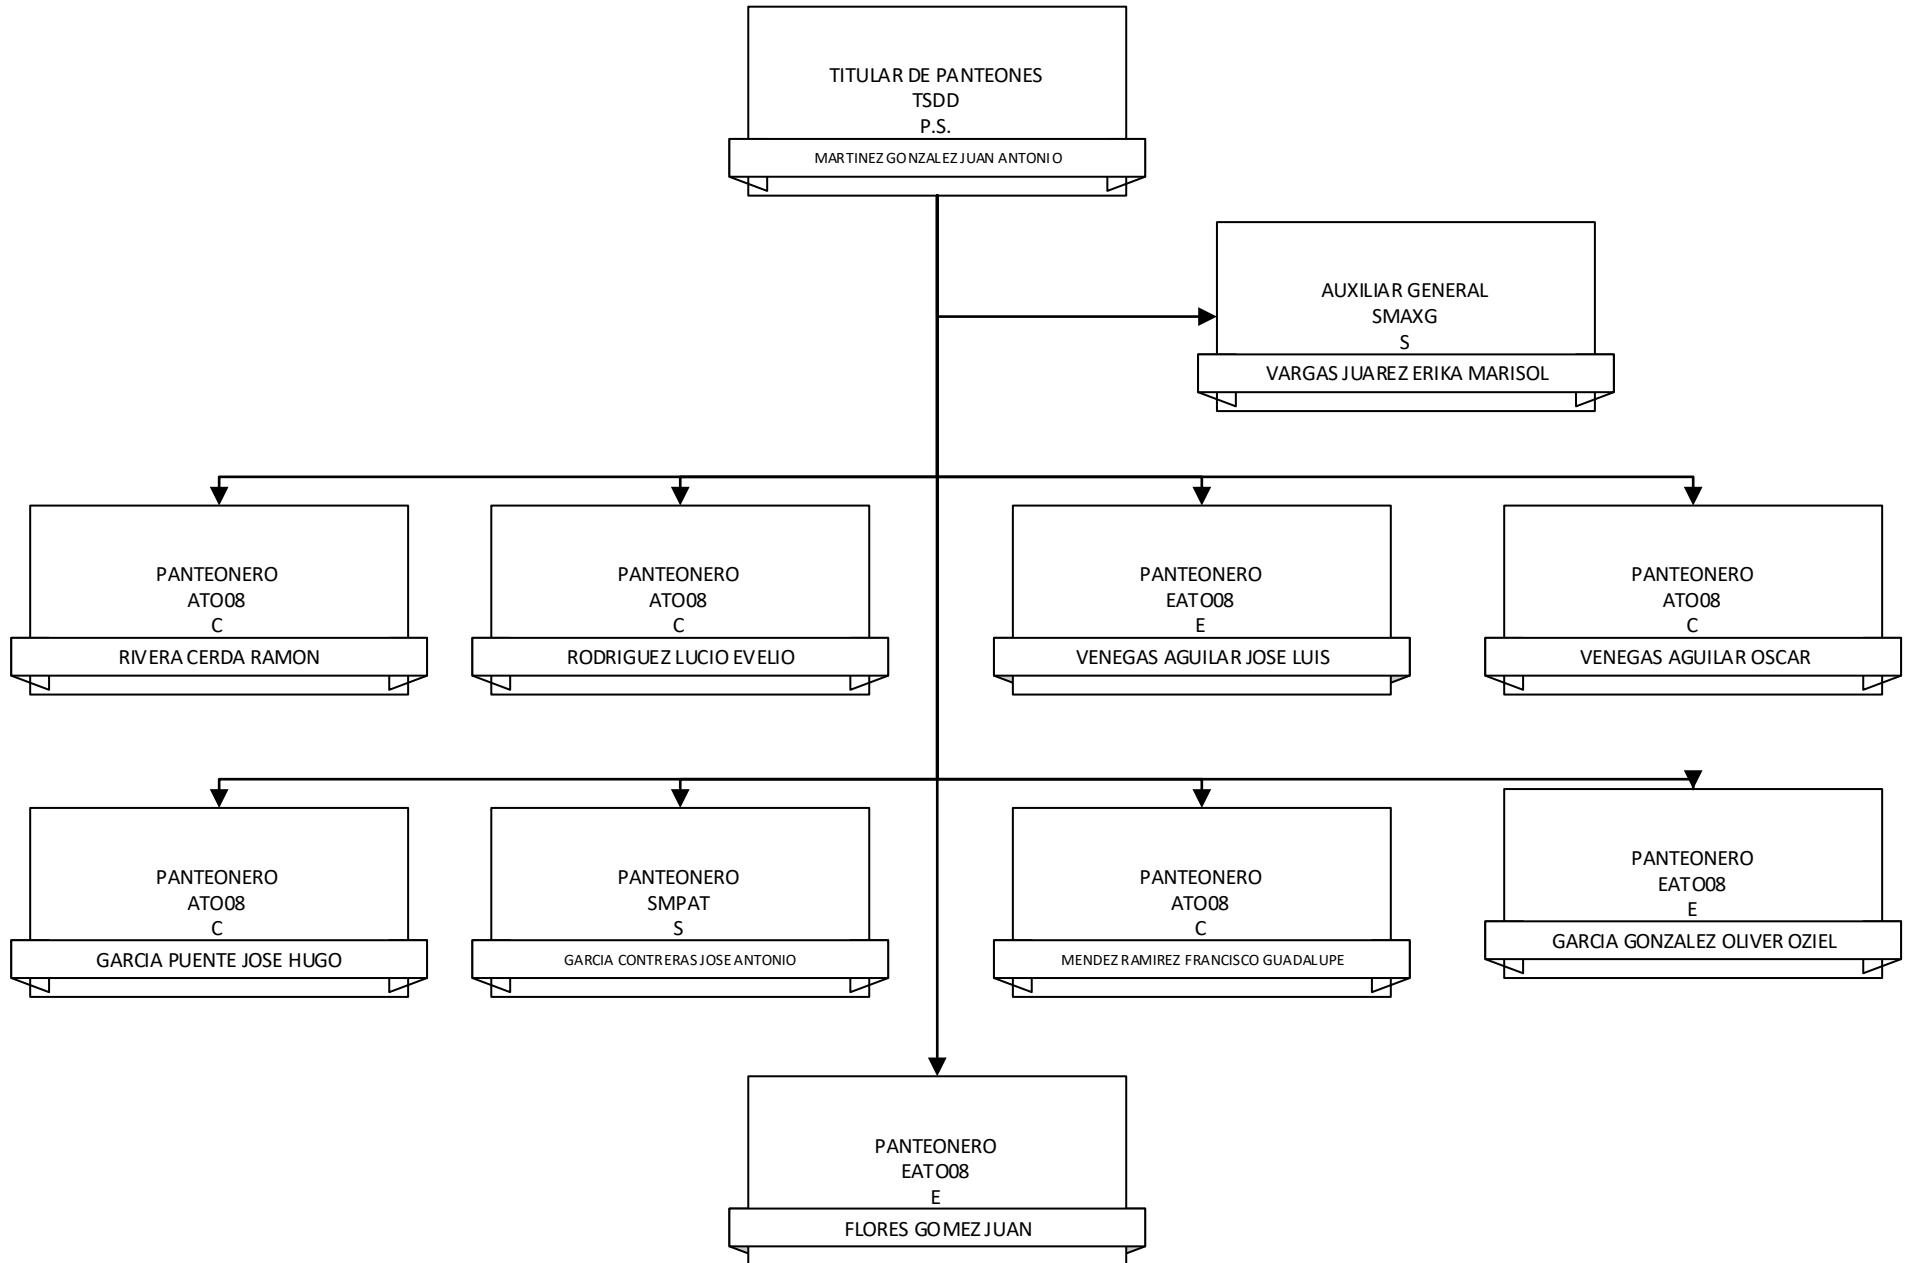 TITULAR DE PANTEONES
TSDD
P.S.
MARTINEZ GONZALEZ JUAN ANTONIO
AUXILIAR GENERAL
SMAXG
S
VARGAS JUAREZ ERIKA MARISOL
PANTEONERO
ATO08
C
RIVERA CERDA RAMON
PANTEONERO
ATO08
C
RODRIGUEZ LUCIO EVELIO
PANTEONERO
EATO08
E
VENEGAS AGUILAR JOSE LUIS
PANTEONERO
ATO08
C
VENEGAS AGUILAR OSCAR
PANTEONERO
ATO08
C
GARCIA PUENTE JOSE HUGO
PANTEONERO
SMPAT
S
GARCIA CONTRERAS JOSE ANTONIO
PANTEONERO
ATO08
C
MENDEZ RAMIREZ FRANCISCO GUADALUPE
PANTEONERO
EATO08
E
GARCIA GONZALEZ OLIVER OZIEL
PANTEONERO
EATO08
E
FLORES GOMEZ JUAN